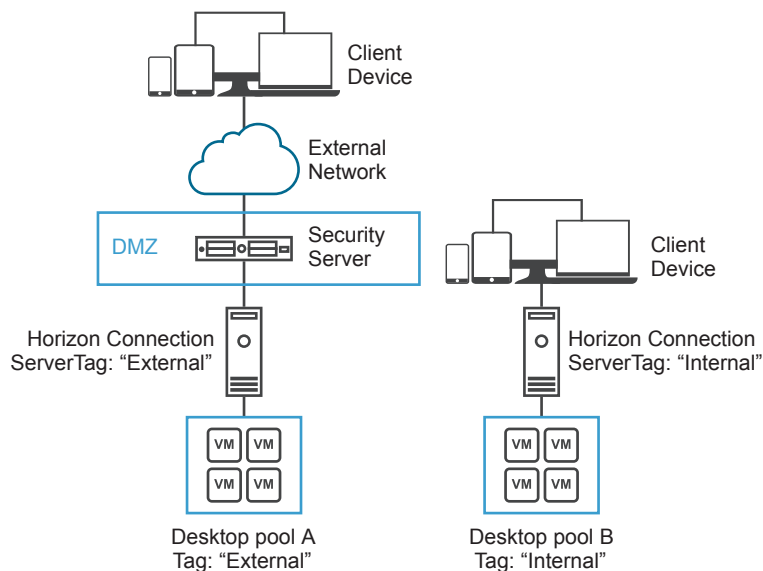 Client
Device
External
Network
DMZ
Security
Server
Client
Device
Horizon Connection
ServerTag: “External”
Horizon Connection
ServerTag: “Internal”
VM VM
VM VM
VM VM
VM VM
Desktop pool A
Tag: “External”
Desktop pool B
Tag: “Internal”